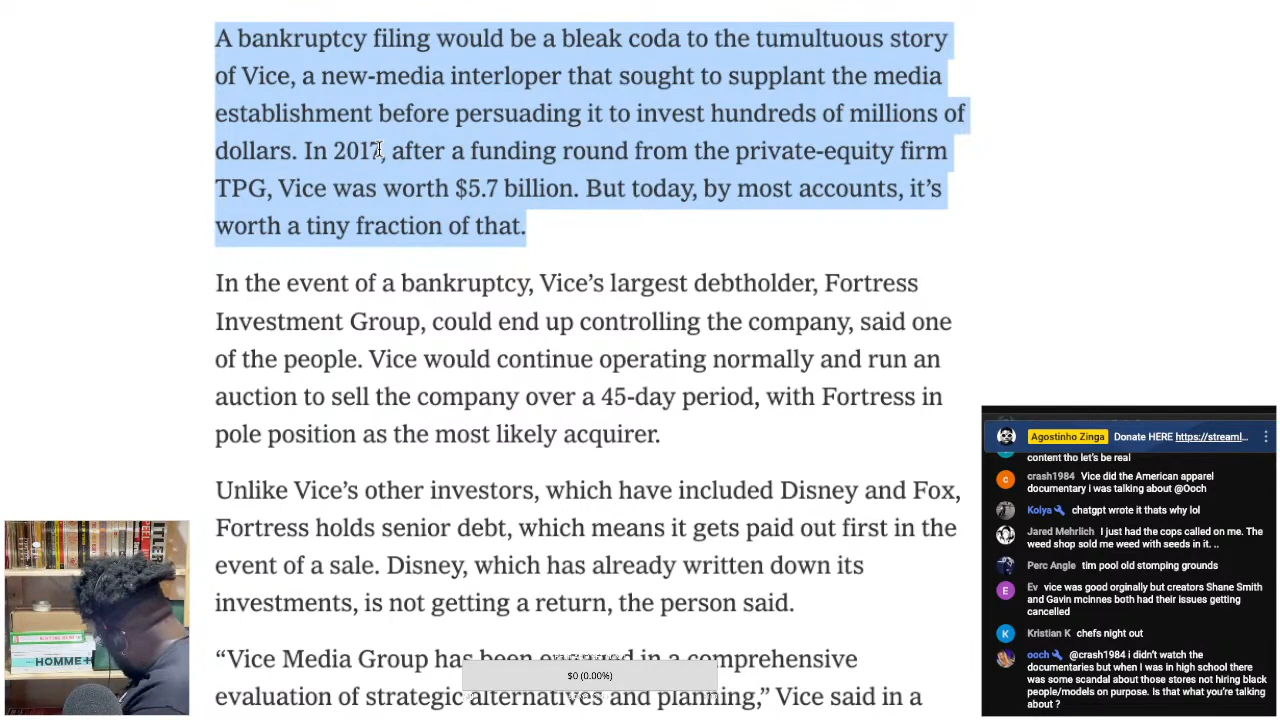 A bankruptcy filing would be a bleak coda to the tumultuous story
of Vice, a new-media interloper that sought to supplant the media
establishment before persuading it to invest hundreds of millions of
dollars. In 2017, after a funding round from the private-equity firm
TPG, Vice was worth $5.7 billion. But today, by most accounts, it’s
worth a tiny fraction of that.
In the event of a bankruptcy, Vice’s largest debtholder, Fortress
Investment Group, could end up controlling the company, said one
of the people. Vice would continue operating normally and run an
auction to sell the company over a 45-day period, with Fortress in
pole position as the most likely acquirer.
Unlike Vice’s other investors, which have included Disney and Fox,
Fortress holds senior debt, which means it gets paid out first in the
event of a sale. Disney, which has already written down its
investments, is not getting a return, the person said.
“Vice Media Group has been in a comprehensive
evaluation of strategic alternatives and planning,” Vice said in a
$0 (0.00%)
HOMME+
Agostinho Zinga Donate HERE https://streaml...
content tho let's be real
crash1984 Vice did the American apparel
documentary i was talking about @Ooch
Kolya chatgpt wrote it thats why lol
Jared Mehrlich I just had the cops called on me. The
weed shop sold me weed with seeds in it. ..
Perc Angle tim pool old stomping grounds
Ev vice was good orginally but creators Shane Smith
and Gavin mcinnes both had their issues getting
cancelled
Kristian K chefs night out
ooch @crash1984 i didn't watch the
documentaries but when I was in high school there
was some scandal about those stores not hiring black
people/models on purpose. Is that what you're talking
about ?